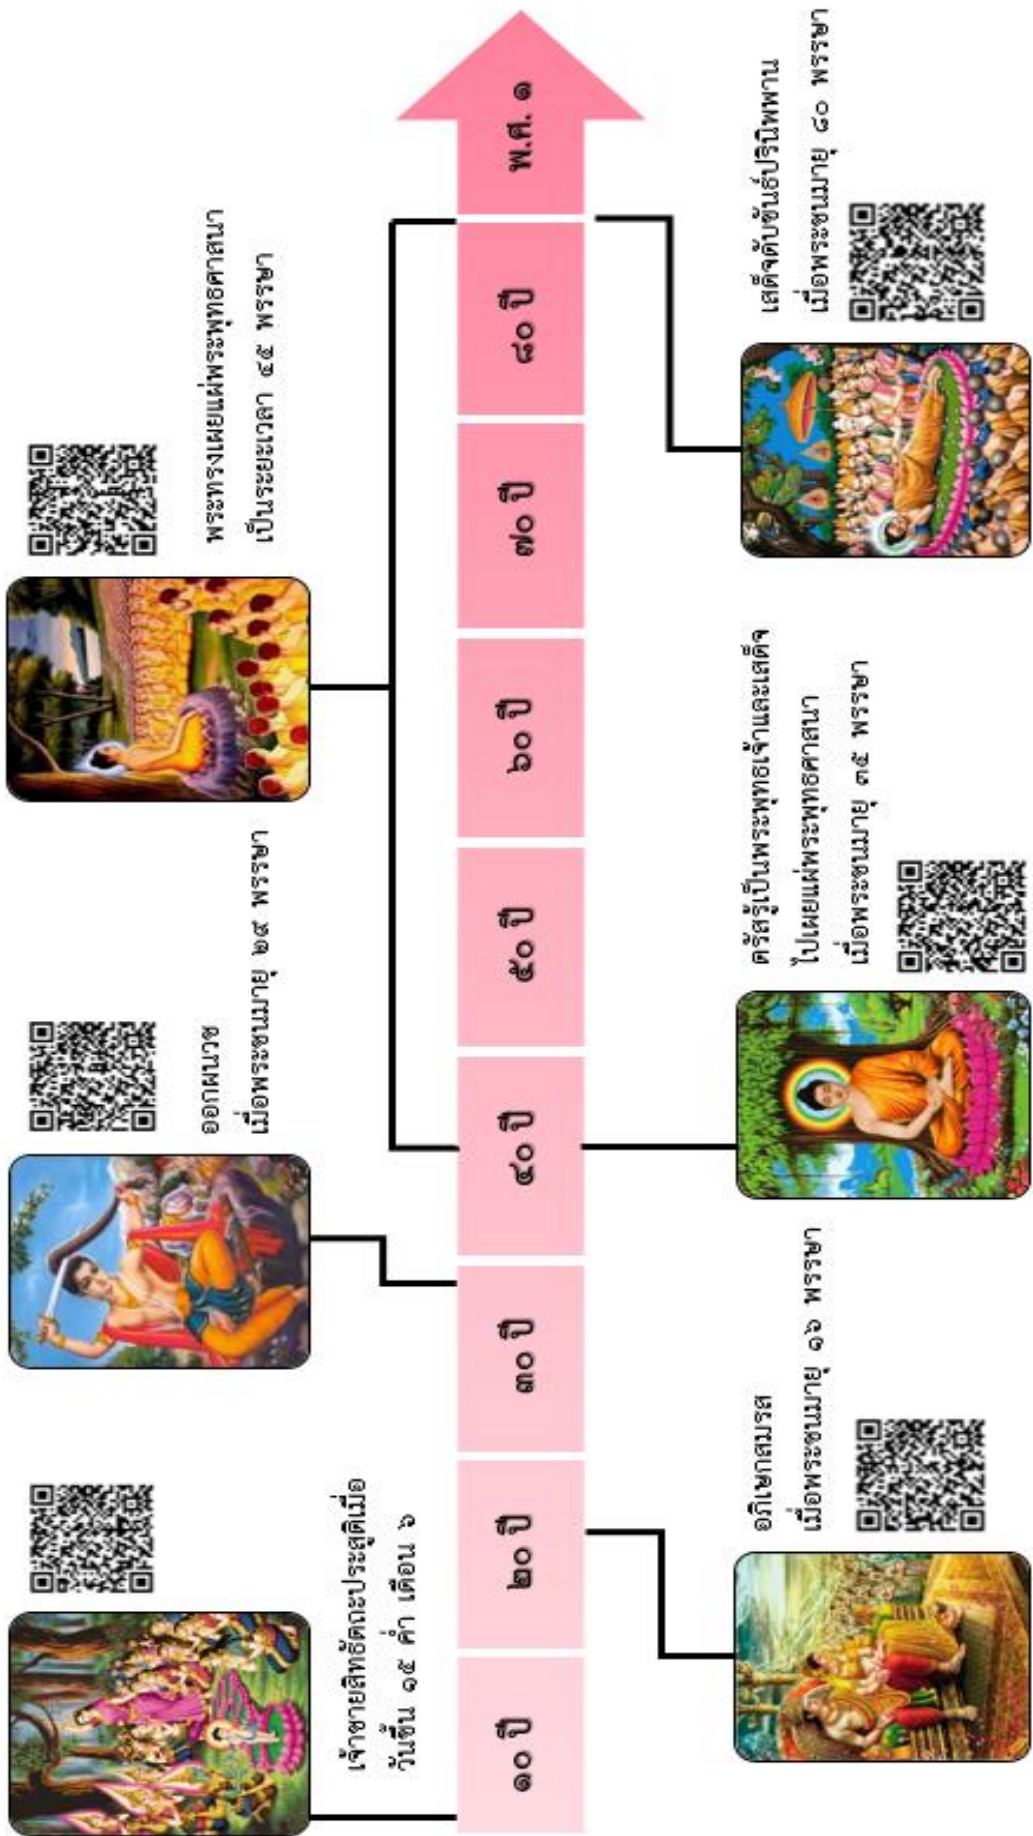 พระทรงเผยแผ่พระพุทธศาสนา
เป็นระยะเวลา ๔๕ พรรษา
ออกผนวช
เมื่อพระชนมายุ ๒๙ พรรษา
เจ้าชายสิทธัตถะประสูติเมื่อ
วันขึ้น ๑๕ ค่ำ เดือน ๖
๑๐ ปี
๒๐ ปี
๓๐ ปี
๔๐ ปี
๕๐ ปี
๖๐ ปี
๗๐ ปี
๘๐ ปี
พ.ศ. ๑
อภิเษกสมรส
เมื่อพระชนมายุ ๑๖ พรรษา
ตรัสรู้เป็นพระพุทธเจ้าและเสด็จ
ไปเผยแผ่พระพุทธศาสนา
เมื่อพระชนมายุ ๓๕ พรรษา
เสด็จดับขันธ์ปรินิพพาน
เมื่อพระชนมายุ ๘๐ พรรษา